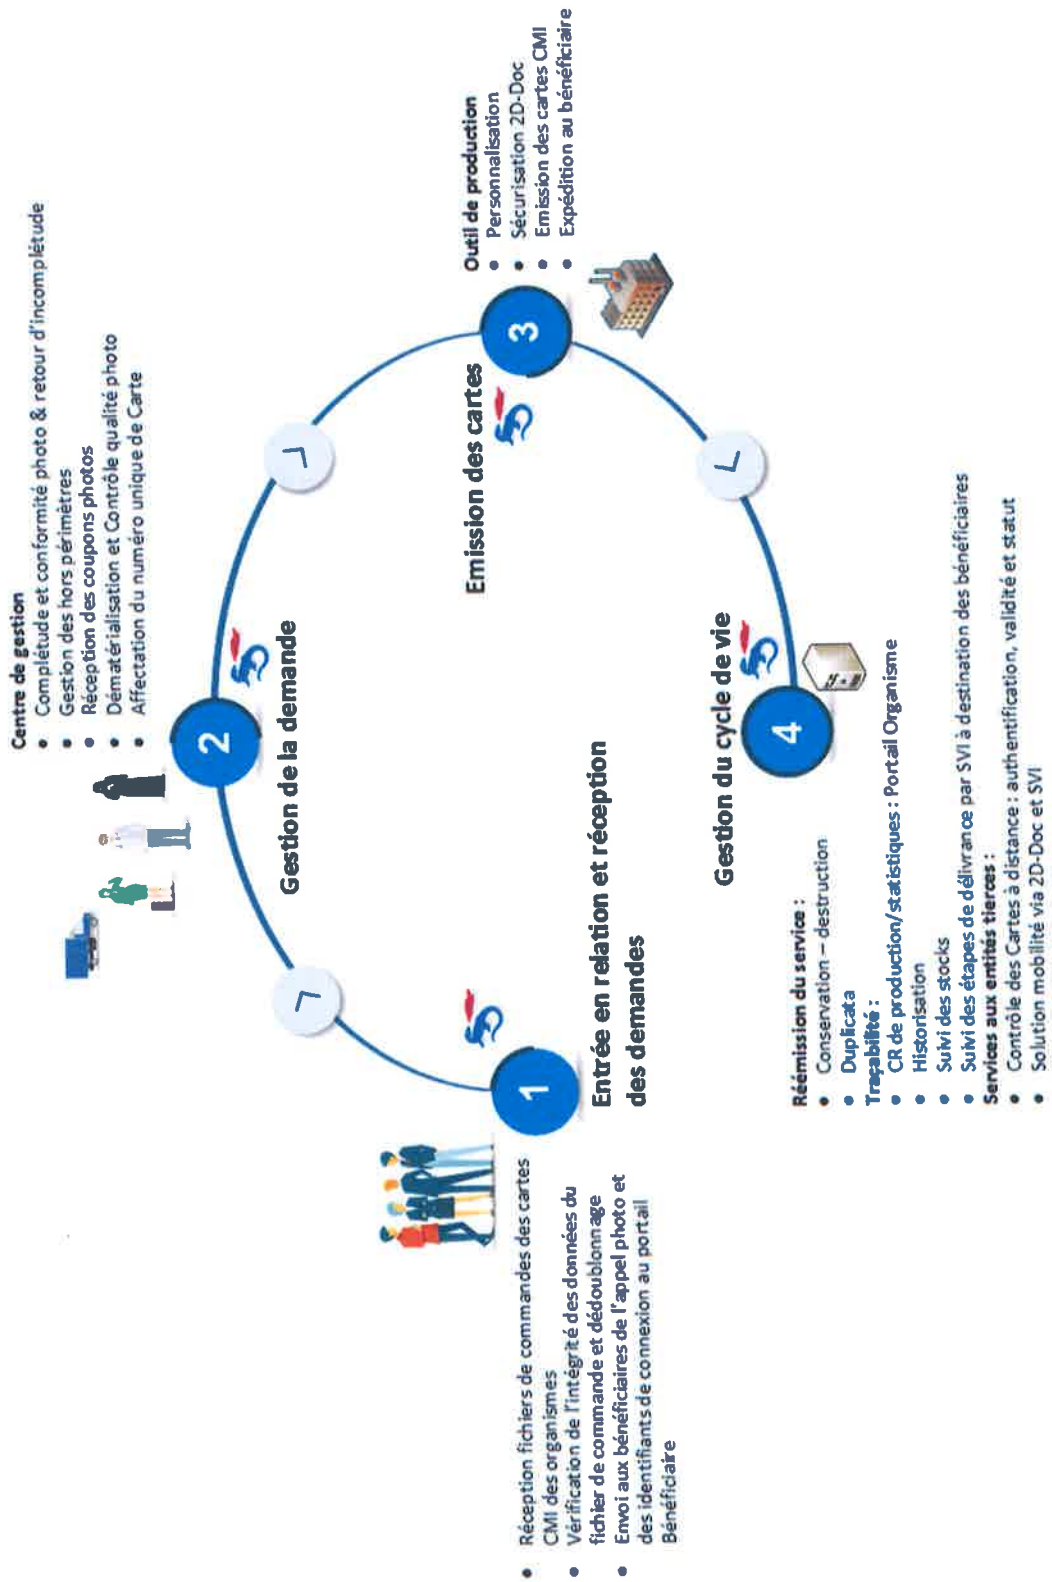 1
Entrée en relation et réception
des demandes
• Réception fichiers de commandes des cartes
CMI des organismes
• Vérification de l'intégrité des données du
fichier de commande et dédoublonnage
• Envoi aux bénéficiaires de l'appel photo et
des identifiants de connexion au portail
Bénéficiaire
2
Gestion de la demande
Centre de gestion
• Complétude et conformité photo & retour d'incomplétude
• Gestion des hors périmètres
• Réception des coupons photos
• Dématérialisation et Contrôle qualité photo
• Affectation du numéro unique de Carte
3
Emission des cartes
Outil de production
• Personnalisation
• Sécurisation 2D-Doc
• Emission des cartes CMI
• Expédition au bénéficiaire
4
Gestion du cycle de vie
Réémission du service :
• Conservation – destruction
• Duplicata
Traçabilité :
• CR de production/statistiques : Portail Organisme
• Historisation
• Suivi des stocks
• Suivi des étapes de délivrance par SVI à destination des bénéficiaires
Services aux entités tierces :
• Contrôle des Cartes à distance : authentification, validité et statut
• Solution mobilité via 2D-Doc et SVI